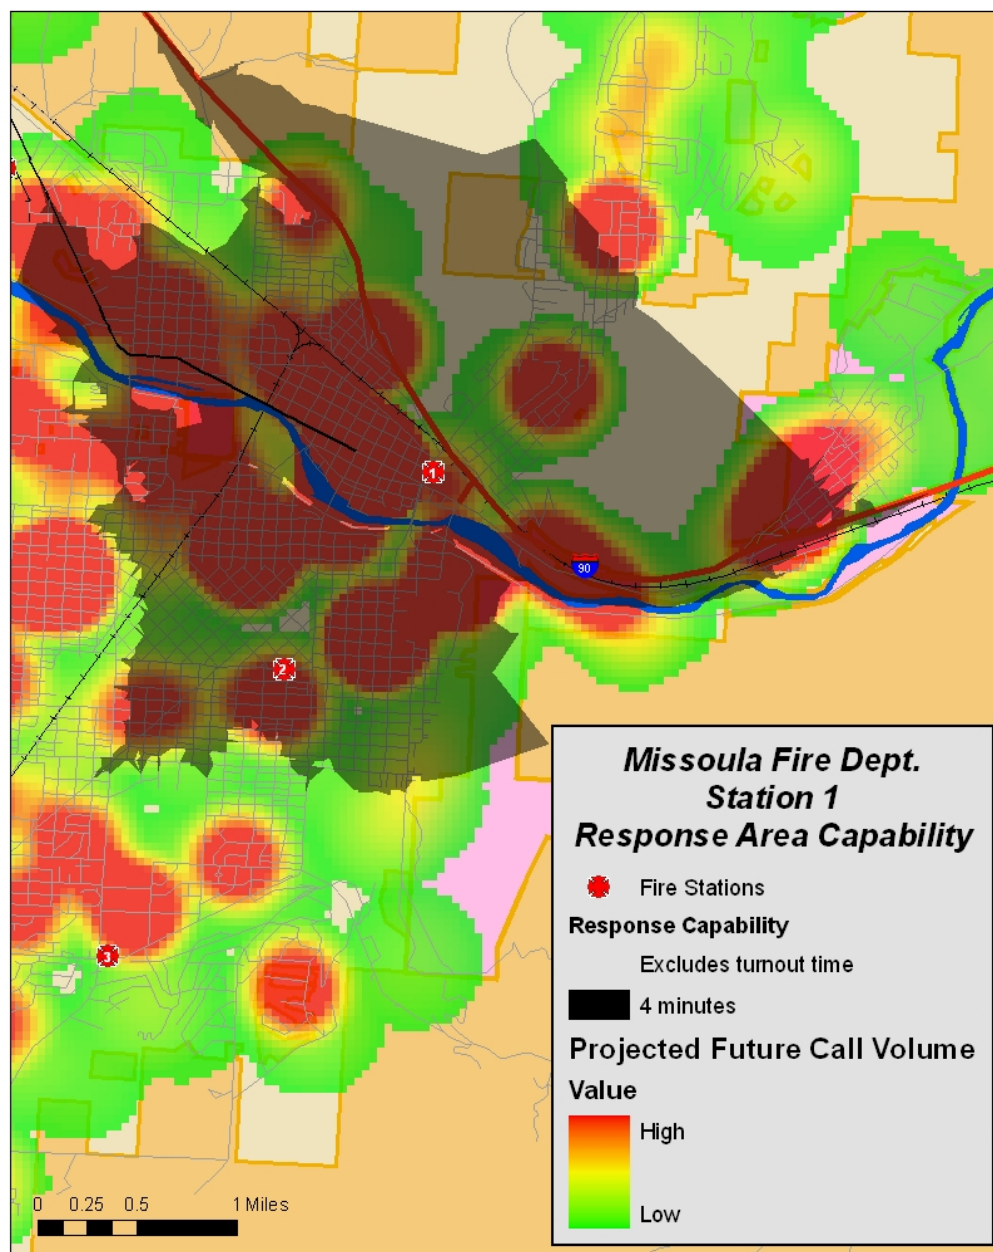 1
90
2
3
Missoula Fire Dept.
Station 1
Response Area Capability
Fire Stations
Response Capability
Excludes turnout time
4 minutes
Projected Future Call Volume
Value
High
Low
0 0.25 0.5 1 Miles